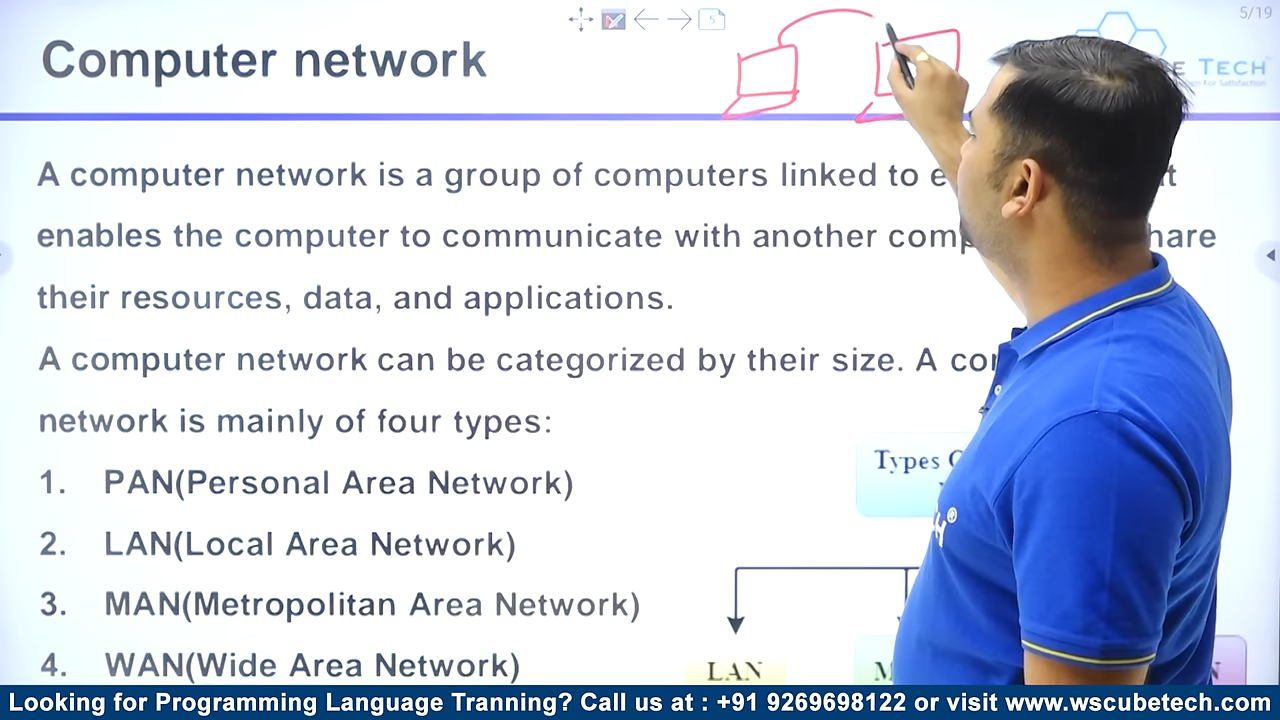 5/19
5
Computer network
E TECH
A computer network is a group of computers linked to
enables the computer to communicate with another
their resources, data, and applications.
A computer network can be categorized by their size. A
network is mainly of four types:
1. PAN(Personal Area Network)
2. LAN(Local Area Network)
3. MAN(Metropolitan Area Network)
4. WAN(Wide Area Network)
Types
LAN
Looking for Programming Language Tranning? Call us at : +91 9269698122 or visit www.wscubetech.com